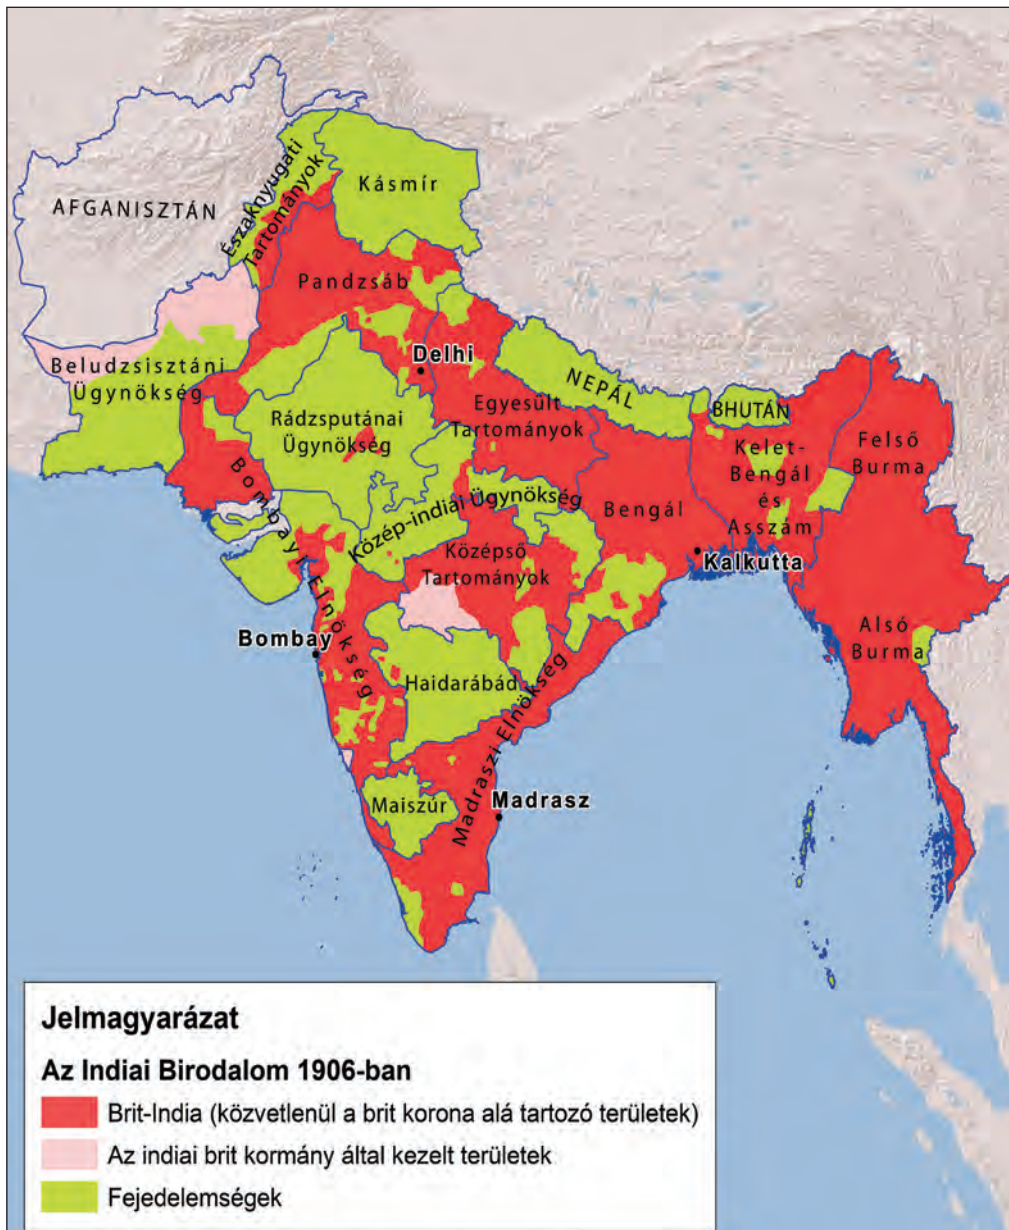 AFGANISZTÁN
Északnyugati
Tartományok
Kásmír
Pandzsáb
Beludzsisztáni
Ügynökség
Delhi
NEPÁL
BHUTÁN
Rádzsputánai
Ügynökség
Egyesült
Tartományok
Kelet-
Bengál
és
Asszám
Felső
Burma
Bombayi Elnökség
Közép-indiai Ügynökség
Bengál
Középső
Tartományok
Kalkutta
Alsó
Burma
Bombay
Haidarábád
Madraszi Elnökség
Maiszúr
Madrasz
Jelmagyarázat
Az Indiai Birodalom 1906-ban
Brit-India (közvetlenül a brit korona alá tartozó területek)
Az indiai brit kormány által kezelt területek
Fejedelemségek